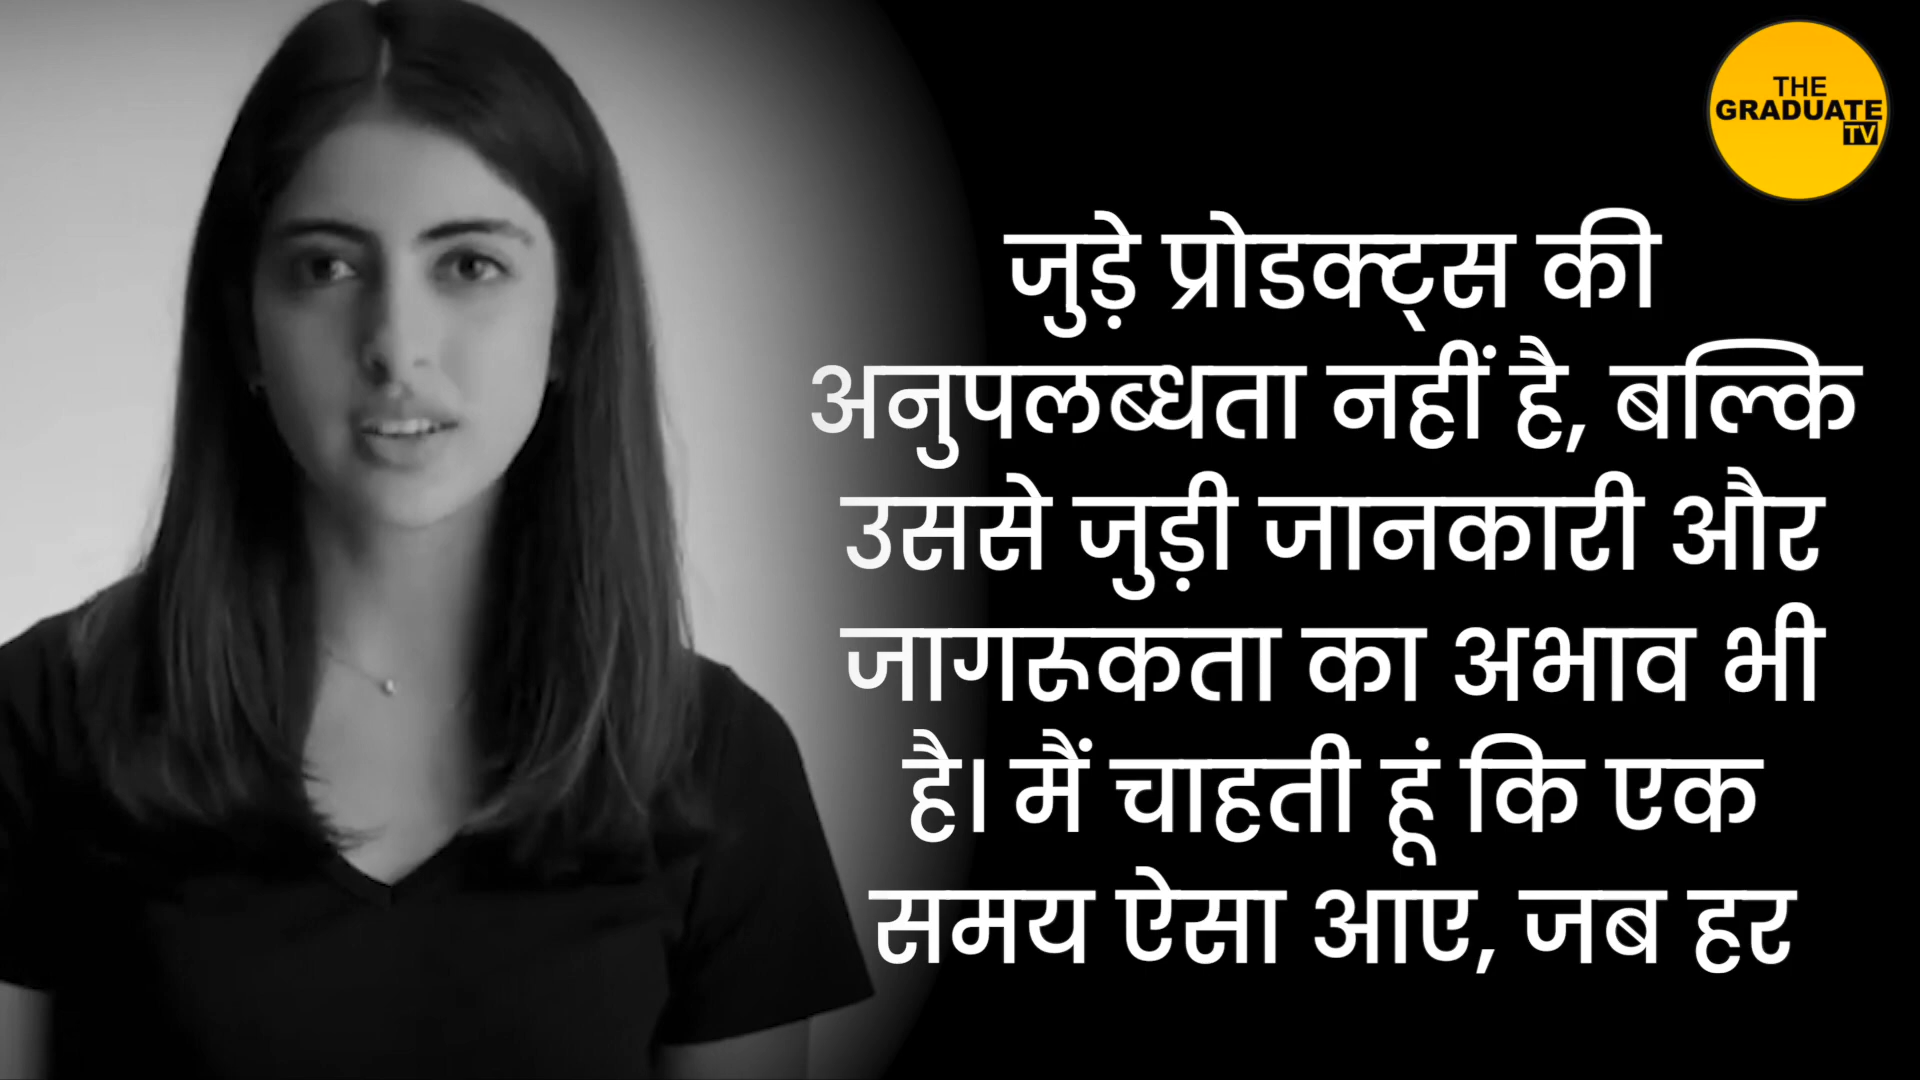 THE
GRADUATE
TV
जुड़े प्रोडक्ट्स की
अनुपलब्धता नहीं है, बल्कि
उससे जुड़ी जानकारी और
जागरूकता का अभाव भी
है। मैं चाहती हूं कि एक
समय ऐसा आए, जब हर